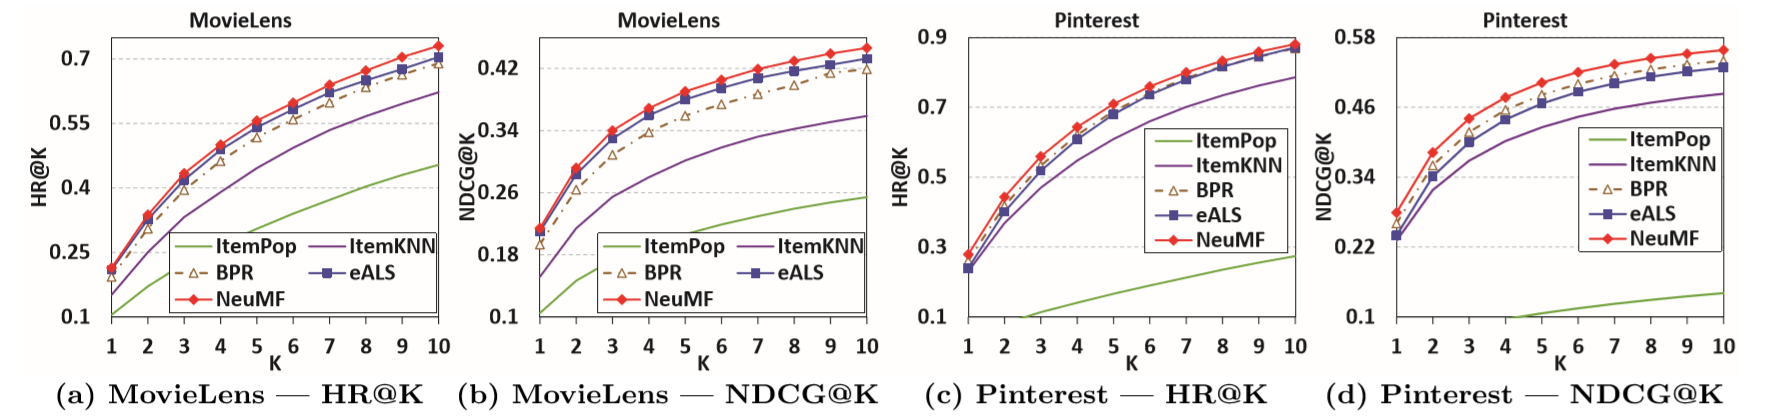 MovieLens
HR@K
0.7
0.55
0.4
0.25
0.1
ItemPop ItemKNN
BPR eALS
NeuMF
1 2 3 4 5 6 7 8 9 10
K
(a) MovieLens — HR@K
MovieLens
NDCG@K
0.42
0.34
0.26
0.18
0.1
ItemPop ItemKNN
BPR eALS
NeuMF
1 2 3 4 5 6 7 8 9 10
K
(b) MovieLens — NDCG@K
Pinterest
HR@K
0.9
0.7
0.5
0.3
0.1
ItemPop
ItemKNN
BPR
eALS
NeuMF
1 2 3 4 5 6 7 8 9 10
K
(c) Pinterest — HR@K
Pinterest
NDCG@K
0.58
0.46
0.34
0.22
0.1
ItemPop
ItemKNN
BPR
eALS
NeuMF
1 2 3 4 5 6 7 8 9 10
K
(d) Pinterest — NDCG@K